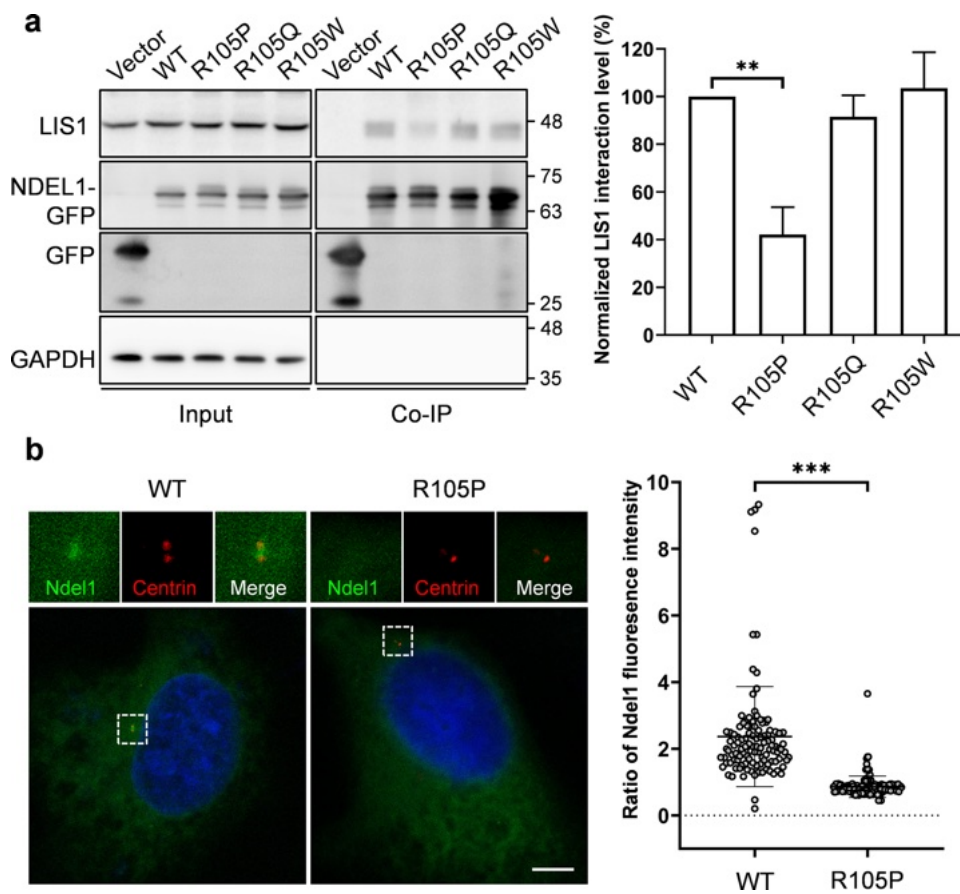 a
Vector WT R105P R105Q R105W Vector WT R105P R105Q R105W
LIS1
48
NDEL1-
GFP
75
63
GFP
25
GAPDH
48
35
Input Co-IP
Normalized LIS1 interaction level (%)
120
100
80
60
40
20
0
**
WT R105P R105Q R105W
b
WT R105P
Ndel1 Centrin Merge Ndel1 Centrin Merge
Ratio of Ndel1 fluoresence intensity
10
8
6
4
2
0
***
WT R105P